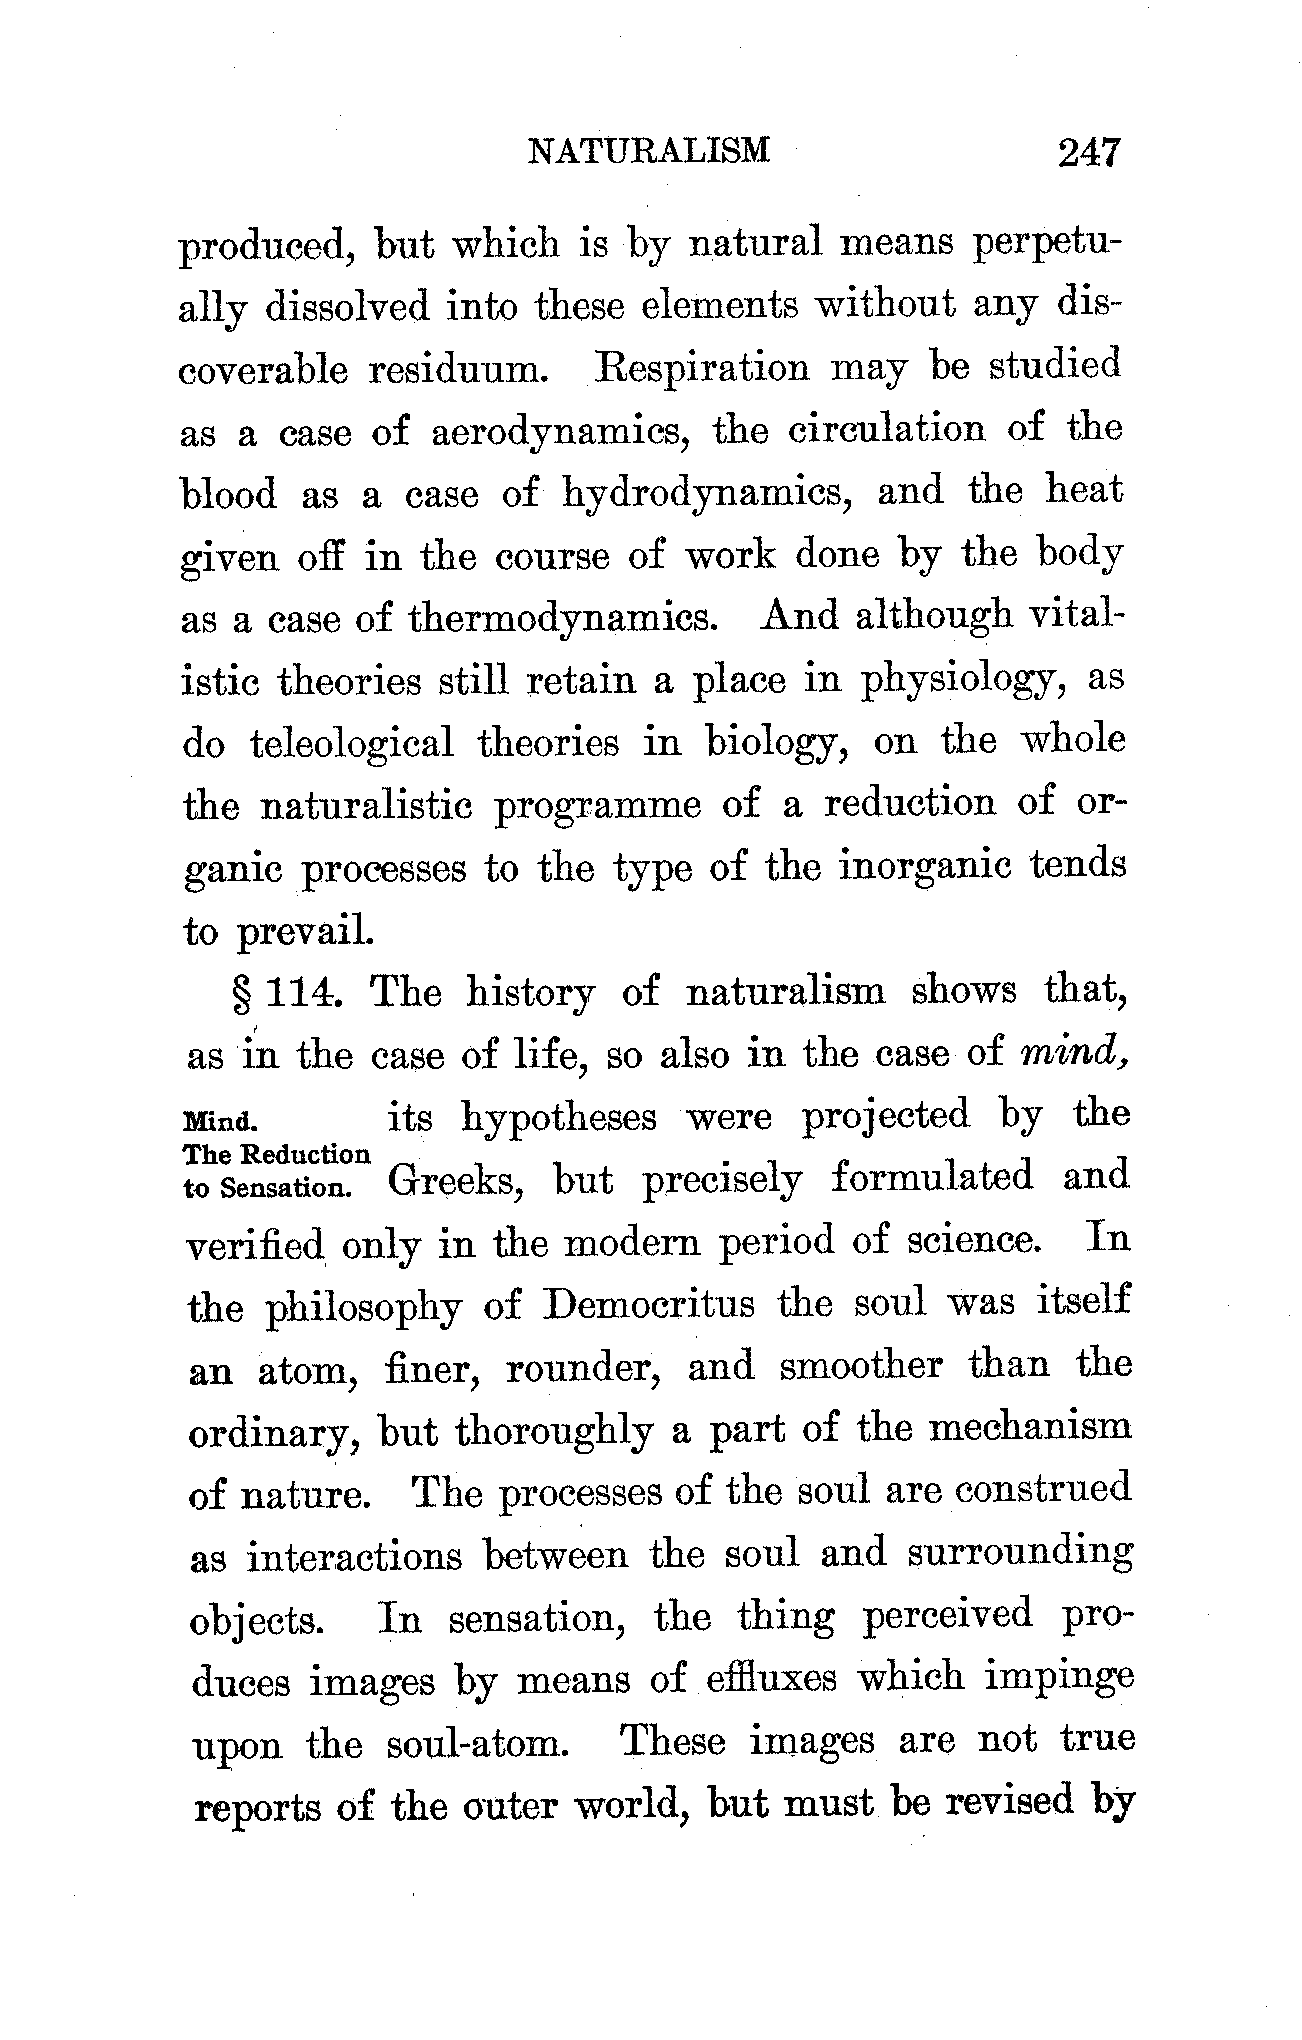 NATURALISM 247
produced, but which is by natural means perpetu-
ally dissolved into these elements without any dis-
coverable residuum. Respiration may be studied
as a case of aerodynamics, the circulation of the
blood as a case of hydrodynamics, and the heat
given off in the course of work done by the body
as a case of thermodynamics. And although vital-
istic theories still retain a place in physiology, as
do teleological theories in biology, on the whole
the naturalistic programme of a reduction of or-
ganic processes to the type of the inorganic tends
to prevail.
§ 114. The history of naturalism shows that,
as in the case of life, so also in the case of mind,
Mind.
The Reduction
to Sensation.
its hypotheses were projected by the
Greeks, but precisely formulated and
verified only in the modern period of science. In
the philosophy of Democritus the soul was itself
an atom, finer, rounder, and smoother than the
ordinary, but thoroughly a part of the mechanism
of nature. The processes of the soul are construed
as interactions between the soul and surrounding
objects. In sensation, the thing perceived pro-
duces images by means of effluxes which impinge
upon the soul-atom. These images are not true
reports of the outer world, but must be revised by